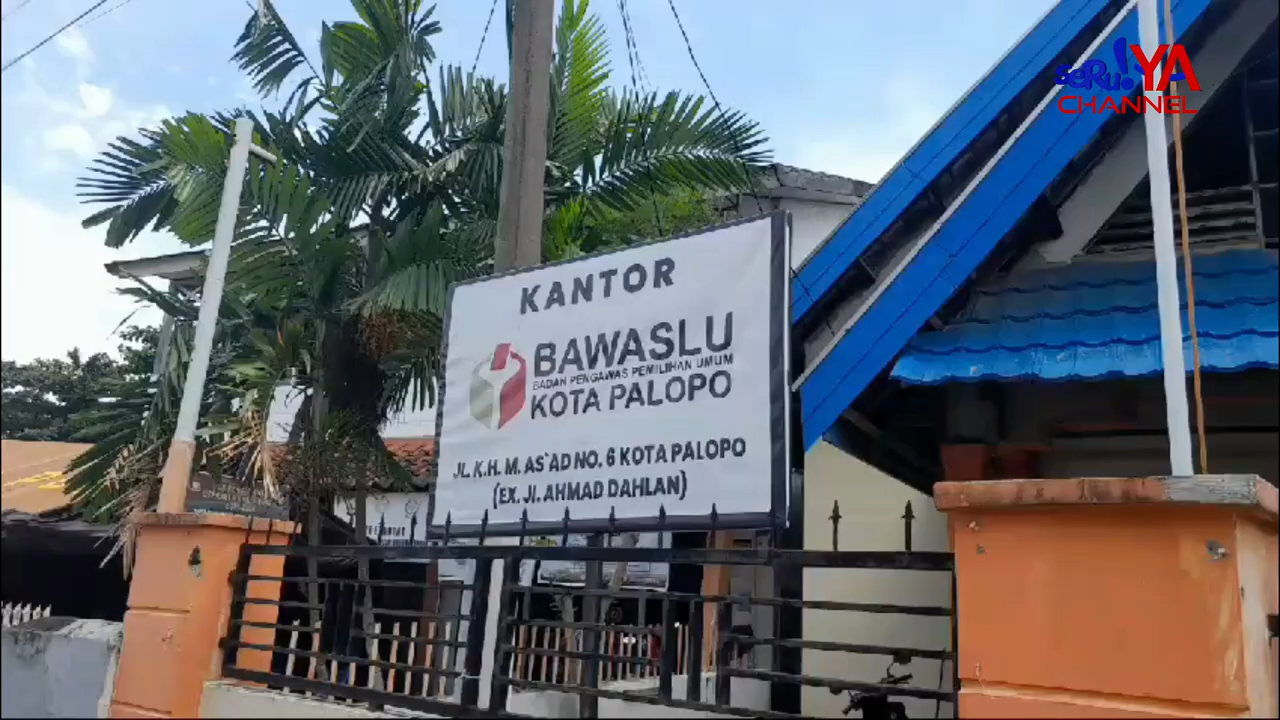 seRu!YA
CHANNEL
KANTOR
BAWASLU
BADAN PENGAWAS PEMILIHAN UMUM
KOTA PALOPO
JL. K.H. M. AS`AD NO. 6 KOTA PALOPO
(EX. Jl. AHMAD DAHLAN)